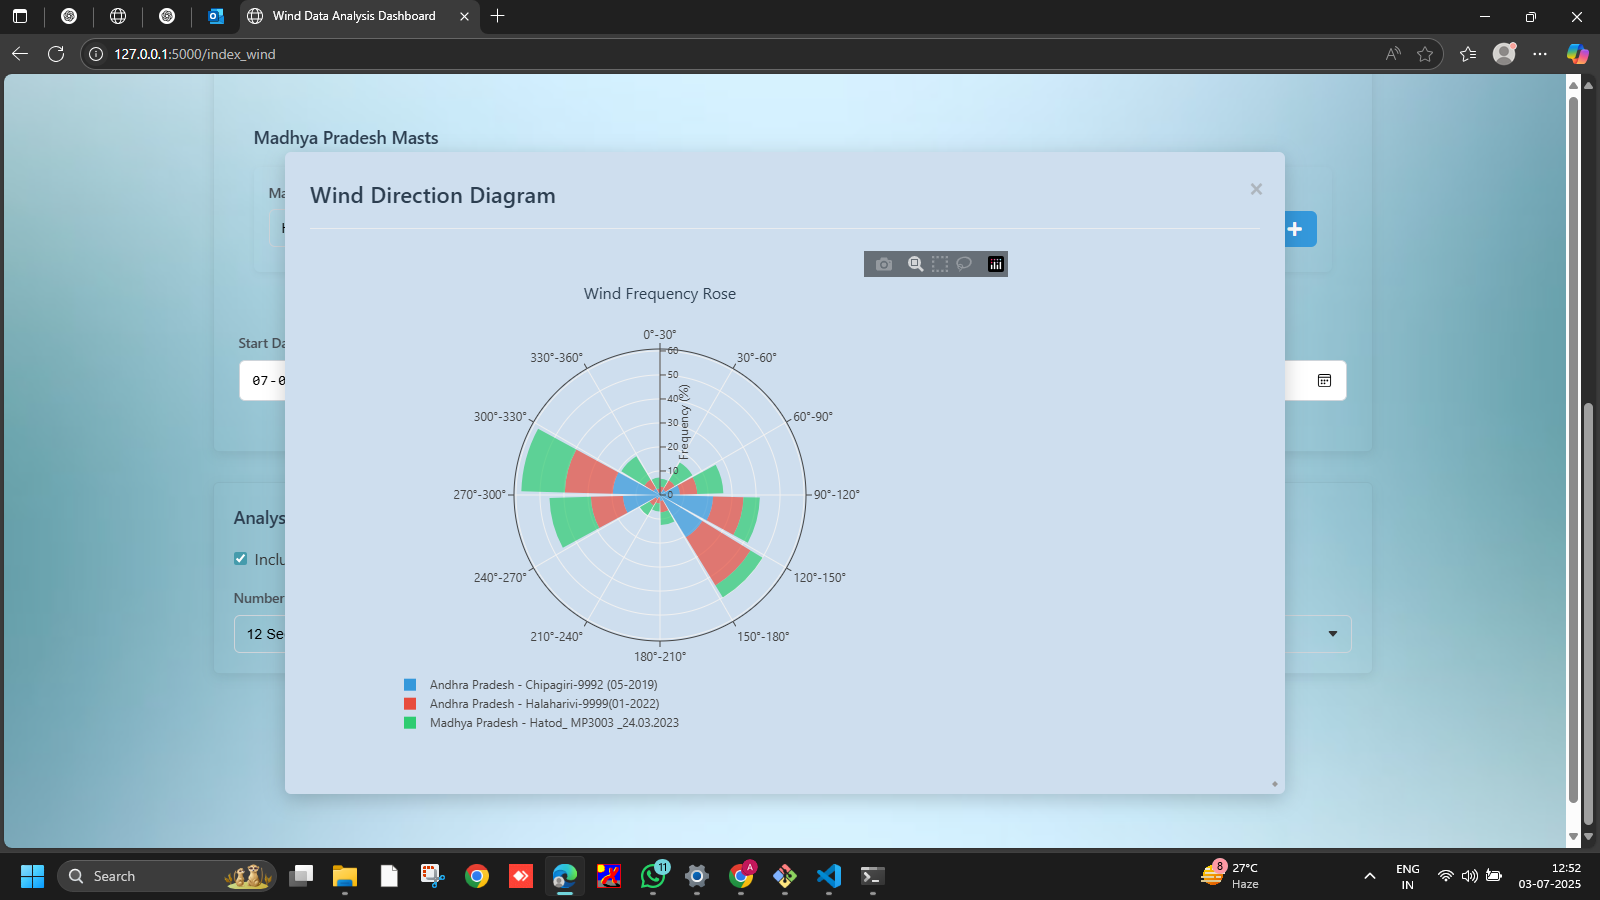 Wind Data Analysis Dashboard
127.0.0.1:5000/index_wind
Madhya Pradesh Masts
Wind Direction Diagram
×
Ma
+
Wind Frequency Rose
0°-30°
30°-60°
60°-90°
90°-120°
120°-150°
150°-180°
180°-210°
210°-240°
240°-270°
270°-300°
300°-330°
330°-360°
60
50
40
30
20
10
0
Frequency (%)
Start Da
07-0
Analys
Inclu
Number
12 Se
Andhra Pradesh - Chipagiri-9992 (05-2019)
Andhra Pradesh - Halaharivi-9999(01-2022)
Madhya Pradesh - Hatod_ MP3003 _24.03.2023
Search
11
A
8
27°C
Haze
ENG
IN
12:52
03-07-2025